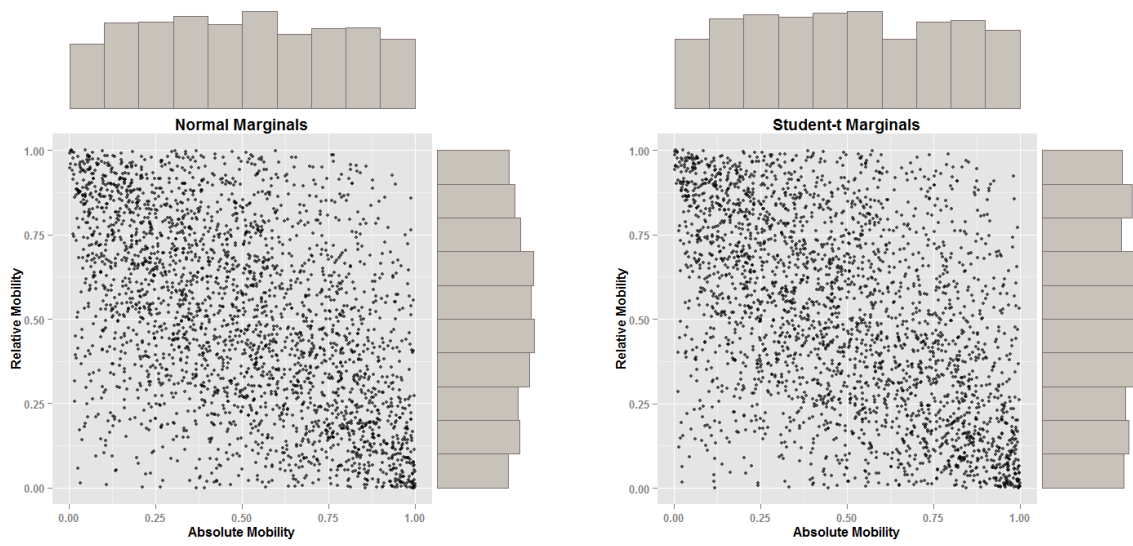 Normal Marginals
1.00
0.75
0.50
0.25
0.00
Relative Mobility
0.00 0.25 0.50 0.75 1.00
Absolute Mobility
Student-t Marginals
1.00
0.75
0.50
0.25
0.00
Relative Mobility
0.00 0.25 0.50 0.75 1.00
Absolute Mobility